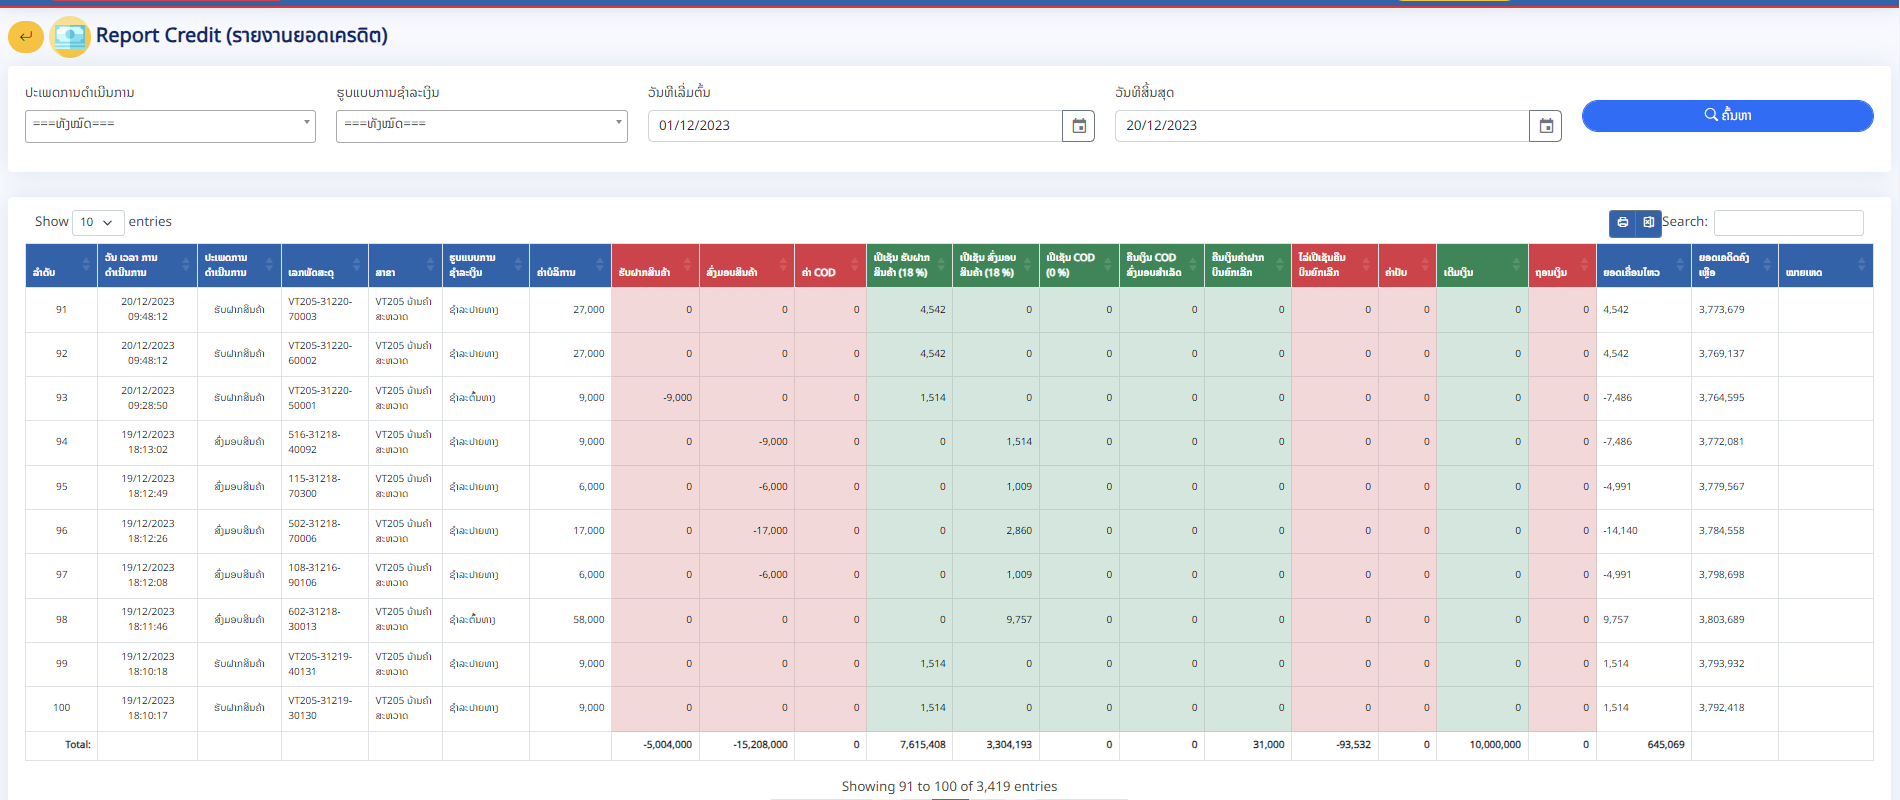 Report Credit (รายงานยอดเครดิต)
ປະເພດການດຳເນີນການ
ຮູບແບບການຊຳລະເງິນ
ວັນທີເລີ່ມຕົ້ນ
ວັນທີສິ້ນສຸດ
===ທັງໝົດ===
===ທັງໝົດ===
01/12/2023
20/12/2023
ຄົ້ນຫາ
Show 10 entries
Search:
ລຳດັບ
ວັນ ເວລາ ການ
ດຳເນີນການ
ປະເພດການ
ດຳເນີນການ
ເລກພັດສະດຸ
ສາຂາ
ຮູບແບບການ
ຊຳລະເງິນ
ຄ່າບໍລິການ
ຮັບຝາກສິນຄ້າ
ສົ່ງມອບສິນຄ້າ
ຄ່າ COD
ເປີເຊັນ ຮັບຝາກ
ສິນຄ້າ (18 %)
ເປີເຊັນ ສົ່ງມອບ
ສິນຄ້າ (18 %)
ເປີເຊັນ COD
(0 %)
ຄືນເງິນ COD
ສົ່ງມອບສຳເລັດ
ຄືນເງິນຄ່າຝາກ
ບິນຍົກເລີກ
ໄລ່ເປີເຊັນຄືນ
ບິນຍົກເລີກ
ຄ່າປັບ
ເຕີມເງິນ
ຖອນເງິນ
ຍອດເຄື່ອນໄຫວ
ຍອດເຄດິດຄົງ
ເຫຼືອ
ໝາຍເຫດ
91 20/12/2023 ຮັບຝາກສິນຄ້າ VT205-31220- VT205 ບ້ານຄຳ ຊຳລະປາຍທາງ 27,000 0 0 0 4,542 0 0 0 0 0 0 0 0 4,542 3,773,679
09:48:12 70003 ສະຫວາດ
92 20/12/2023 ຮັບຝາກສິນຄ້າ VT205-31220- VT205 ບ້ານຄຳ ຊຳລະປາຍທາງ 27,000 0 0 0 4,542 0 0 0 0 0 0 0 0 4,542 3,769,137
09:48:12 60002 ສະຫວາດ
93 20/12/2023 ຮັບຝາກສິນຄ້າ VT205-31220- VT205 ບ້ານຄຳ ຊຳລະຕົ້ນທາງ 9,000 -9,000 0 0 1,514 0 0 0 0 0 0 0 0 -7,486 3,764,595
09:28:50 50001 ສະຫວາດ
94 19/12/2023 ສົ່ງມອບສິນຄ້າ 516-31218- VT205 ບ້ານຄຳ ຊຳລະປາຍທາງ 9,000 0 -9,000 0 0 1,514 0 0 0 0 0 0 0 -7,486 3,772,081
18:13:02 40092 ສະຫວາດ
95 19/12/2023 ສົ່ງມອບສິນຄ້າ 115-31218- VT205 ບ້ານຄຳ ຊຳລະປາຍທາງ 6,000 0 -6,000 0 0 1,009 0 0 0 0 0 0 0 -4,991 3,779,567
18:12:49 70300 ສະຫວາດ
96 19/12/2023 ສົ່ງມອບສິນຄ້າ 502-31218- VT205 ບ້ານຄຳ ຊຳລະປາຍທາງ 17,000 0 -17,000 0 0 2,860 0 0 0 0 0 0 0 -14,140 3,784,558
18:12:26 70006 ສະຫວາດ
97 19/12/2023 ສົ່ງມອບສິນຄ້າ 108-31216- VT205 ບ້ານຄຳ ຊຳລະປາຍທາງ 6,000 0 -6,000 0 0 1,009 0 0 0 0 0 0 0 -4,991 3,798,698
18:12:08 90106 ສະຫວາດ
98 19/12/2023 ສົ່ງມອບສິນຄ້າ 602-31218- VT205 ບ້ານຄຳ ຊຳລະຕົ້ນທາງ 58,000 0 0 0 0 9,757 0 0 0 0 0 0 0 9,757 3,803,689
18:11:46 30013 ສະຫວາດ
99 19/12/2023 ຮັບຝາກສິນຄ້າ VT205-31219- VT205 ບ້ານຄຳ ຊຳລະປາຍທາງ 9,000 0 0 0 1,514 0 0 0 0 0 0 0 0 1,514 3,793,932
18:10:18 40131 ສະຫວາດ
100 19/12/2023 ຮັບຝາກສິນຄ້າ VT205-31219- VT205 ບ້ານຄຳ ຊຳລະປາຍທາງ 9,000 0 0 0 1,514 0 0 0 0 0 0 0 0 1,514 3,792,418
18:10:17 30130 ສະຫວາດ
Total: -5,004,000 -15,208,000 0 7,615,408 3,304,193 0 0 31,000 -93,532 0 10,000,000 0 645,069
Showing 91 to 100 of 3,419 entries